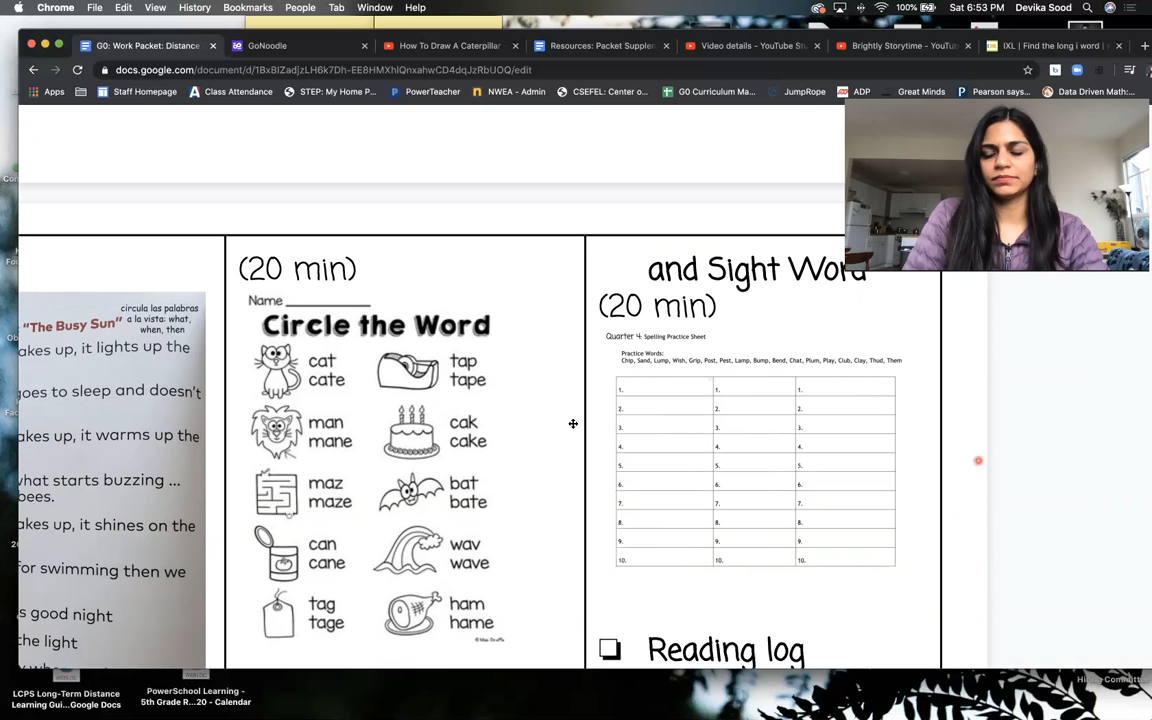 Chrome File Edit View History Bookmarks People Tab Window Help
100% Sat 6:53 PM Devika Sood
G0: Work Packet: Distance
GoNoodle
How To Draw A Caterpillar
Resources: Packet Supplem
Video details - YouTube Stu
Brightly Storytime - YouTub
IXL | Find the long i word |
docs.google.com/document/d/1BxBIZadjzLH6k7Dh-EE8HMXhlQnxahwCD4dqJzRbUOQ/edit
Apps
Staff Homepage
Class Attendance
STEP: My Home P...
PowerTeacher
NWEA - Admin
CSEFEL: Center o...
G0 Curriculum Ma...
JumpRope
ADP
Great Minds
Pearson says...
Data Driven Math:...
"The Busy Sun"
circula las palabras
a la vista: what,
when, then
akes up, it lights up the
goes to sleep and doesn't
akes up, it warms up the
what starts buzzing ...
bees.
akes up, it shines on the
for swimming then we
s good night
the light
(20 min)
Name
Circle the Word
cat
cate
tap
tape
man
mane
cak
cake
maz
maze
bat
bate
can
cane
wav
wave
tag
tage
ham
hame
and Sight Word
(20 min)
Quarter 4: Spelling Practice Sheet
Practice Words:
Chip, Sand, Lump, Wish, Grip, Post, Pest, Lamp, Bump, Bend, Chat, Plum, Play, Club, Clay, Thud, Them
1. 1. 1.
2. 2. 2.
3. 3. 3.
4. 4. 4.
5. 5. 5.
6. 6. 6.
7. 7. 7.
8. 8. 8.
9. 9. 9.
10. 10. 10.
Reading log
LCPS Long-Term Distance
Learning Gui...Google Docs
PowerSchool Learning -
5th Grade R...20 - Calendar